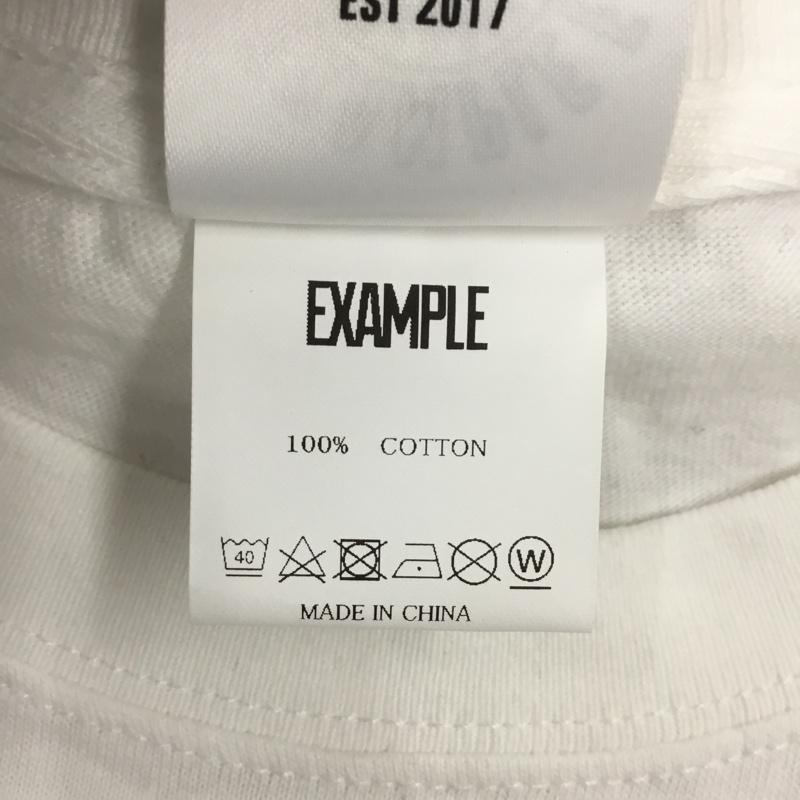 EST 2017
EXAMPLE
100% COTTON
40 W
MADE IN CHINA